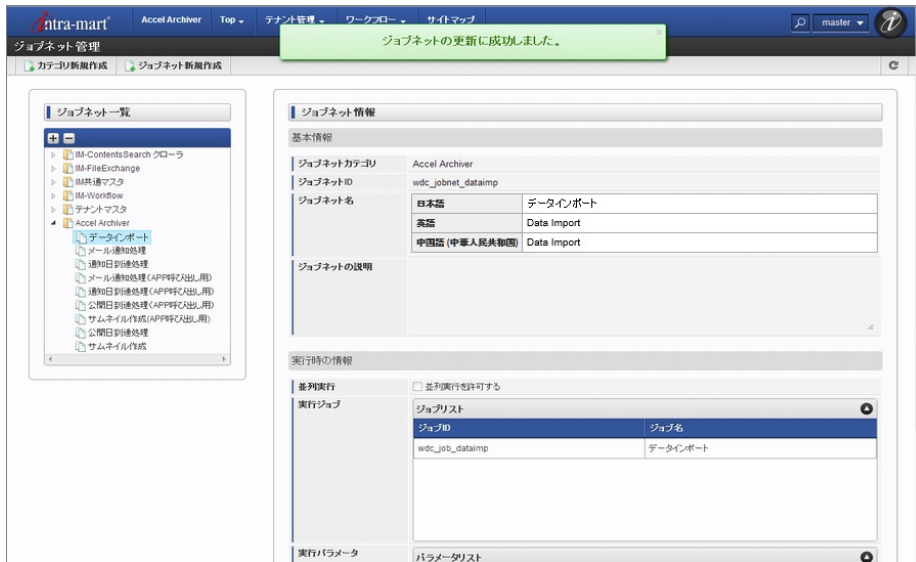 intra-mart Accel Archiver Top テナント管理 ワークフロー サイトマップ master
ジョブネットの更新に成功しました。
ジョブネット管理
カテゴリ新規作成 ジョブネット新規作成
ジョブネット一覧
IM-ContentsSearch クローラ
IM-FileExchange
IM共通マスタ
IM-Workflow
テナントマスタ
Accel Archiver
データインポート
メール通知処理
通知日到達処理
メール通知処理(APP呼び出し用)
通知日到達処理(APP呼び出し用)
公開日到達処理(APP呼び出し用)
サムネイル作成(APP呼び出し用)
公開日到達処理
サムネイル作成
ジョブネット情報
基本情報
ジョブネットカテゴリ Accel Archiver
ジョブネットID wdc_jobnet_dataimp
ジョブネット名 日本語 データインポート
英語 Data Import
中国語 (中華人民共和国) Data Import
ジョブネットの説明
実行時の情報
並列実行 並列実行を許可する
実行ジョブ ジョブリスト
ジョブID ジョブ名
wdc_job_dataimp データインポート
実行パラメータ パラメータリスト